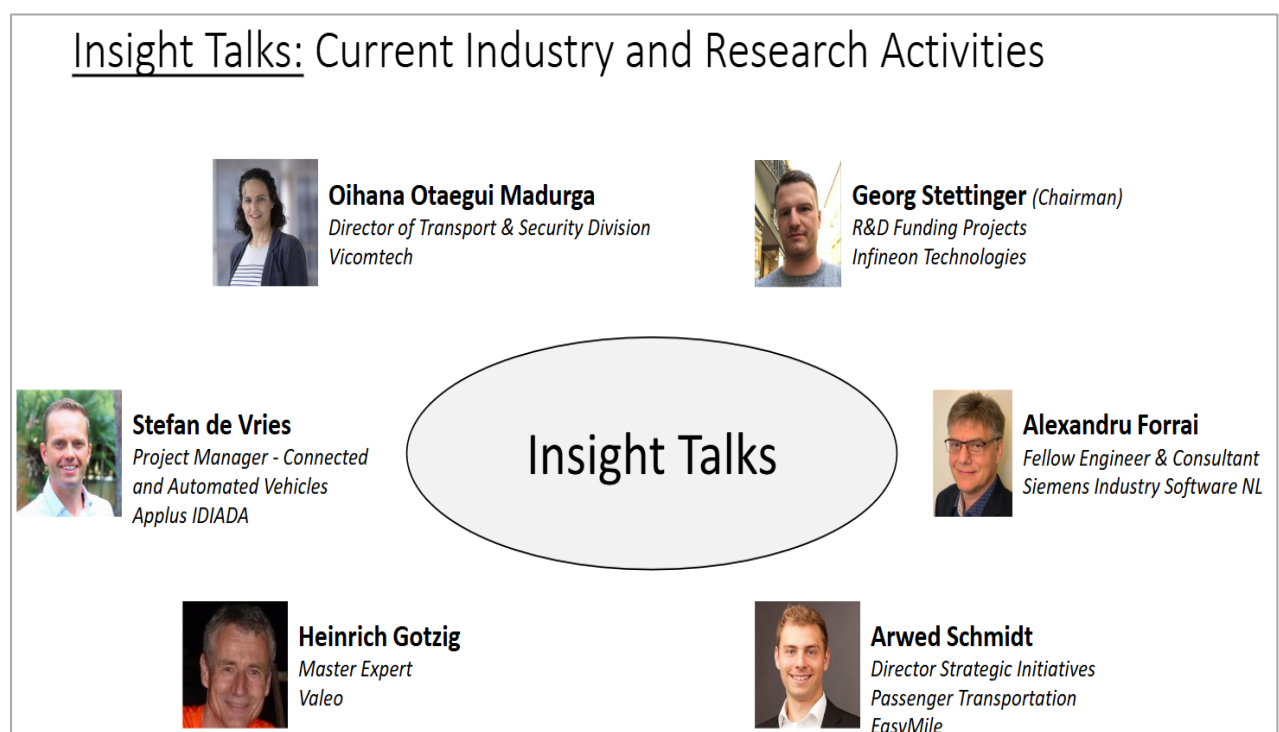 Insight Talks: Current Industry and Research Activities
Oihana Otaegui Madurga
Director of Transport & Security Division
Vicomtech
Georg Stettinger (Chairman)
R&D Funding Projects
Infineon Technologies
Stefan de Vries
Project Manager - Connected
and Automated Vehicles
Applus IDIADA
Insight Talks
Alexandru Forrai
Fellow Engineer & Consultant
Siemens Industry Software NL
Heinrich Gotzig
Master Expert
Valeo
Arwed Schmidt
Director Strategic Initiatives
Passenger Transportation
EasyMile